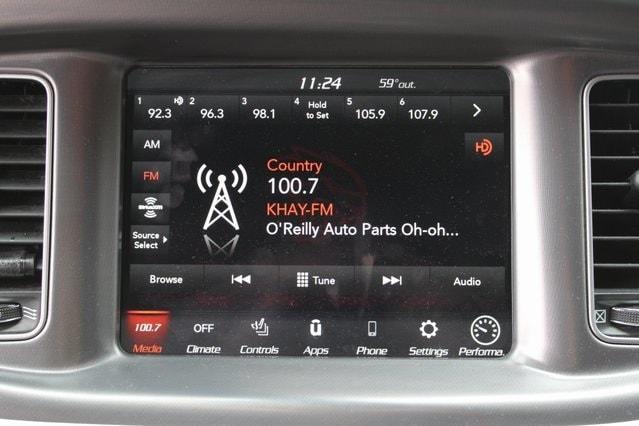 11:24 59°out.
1 92.3 2 96.3 3 98.1 4 Hold to Set 5 105.9 6 107.9 >
AM
HD
FM
Country
100.7
KHAY-FM
O'Reilly Auto Parts Oh-oh...
SiriusXM
Source
Select
Browse Tune Audio
100.7 OFF ū
Media Climate Controls Apps Phone Settings Performa.